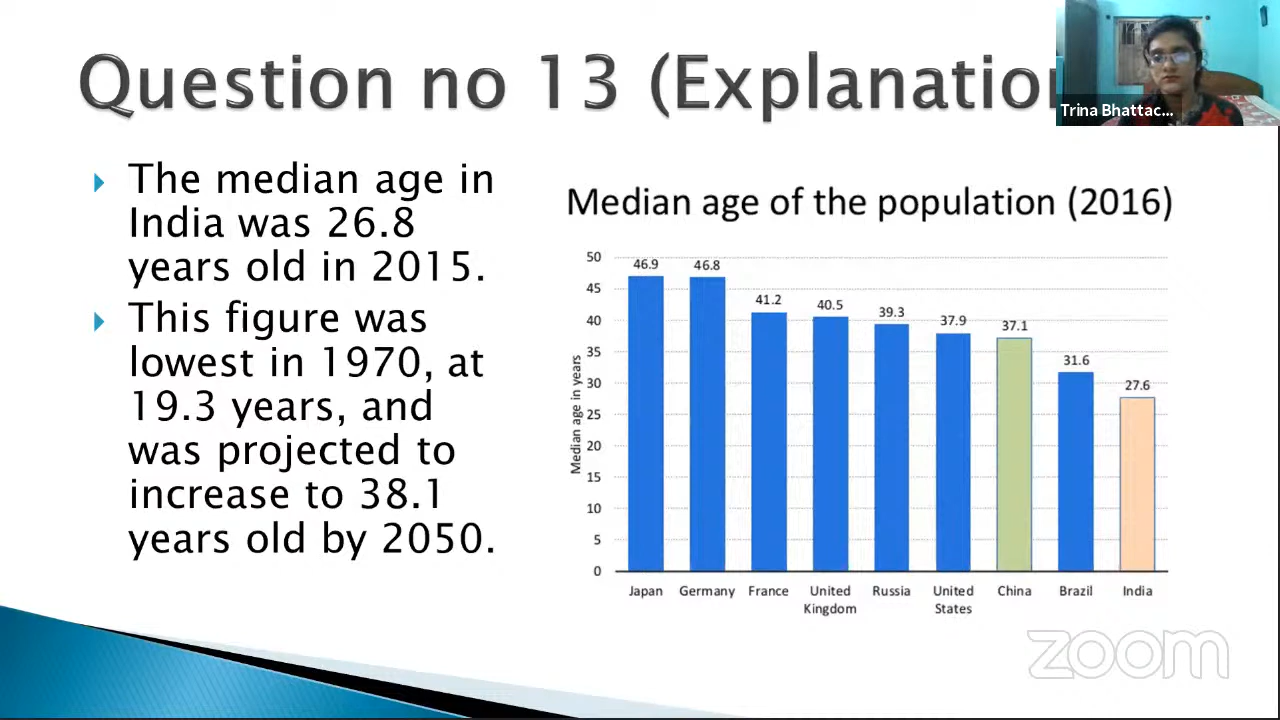 Question no 13 (Explanatio
Trina Bhattac...
The median age in
India was 26.8
years old in 2015.
This figure was
lowest in 1970, at
19.3 years, and
was projected to
increase to 38.1
years old by 2050.
Median age of the population (2016)
Median age in years
50
45
40
35
30
25
20
15
10
5
0
46.9
46.8
41.2
40.5
39.3
37.9
37.1
31.6
27.6
Japan
Germany
France
United
Kingdom
Russia
United
States
China
Brazil
India
zoom